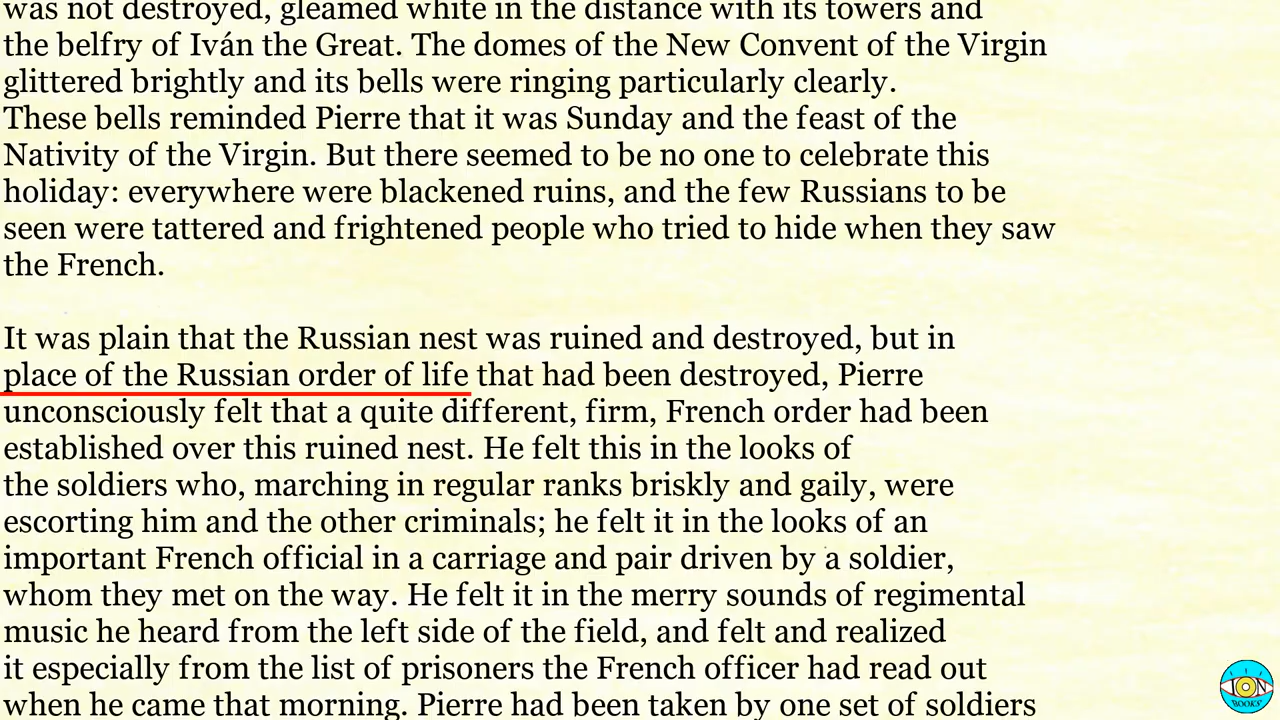 was not destroyed, gleamed white in the distance with its towers and
the belfry of Iván the Great. The domes of the New Convent of the Virgin
glittered brightly and its bells were ringing particularly clearly.
These bells reminded Pierre that it was Sunday and the feast of the
Nativity of the Virgin. But there seemed to be no one to celebrate this
holiday: everywhere were blackened ruins, and the few Russians to be
seen were tattered and frightened people who tried to hide when they saw
the French.
It was plain that the Russian nest was ruined and destroyed, but in
place of the Russian order of life that had been destroyed, Pierre
unconsciously felt that a quite different, firm, French order had been
established over this ruined nest. He felt this in the looks of
the soldiers who, marching in regular ranks briskly and gaily, were
escorting him and the other criminals; he felt it in the looks of an
important French official in a carriage and pair driven by a soldier,
whom they met on the way. He felt it in the merry sounds of regimental
music he heard from the left side of the field, and felt and realized
it especially from the list of prisoners the French officer had read out
when he came that morning. Pierre had been taken by one set of soldiers
ION
BOOKS